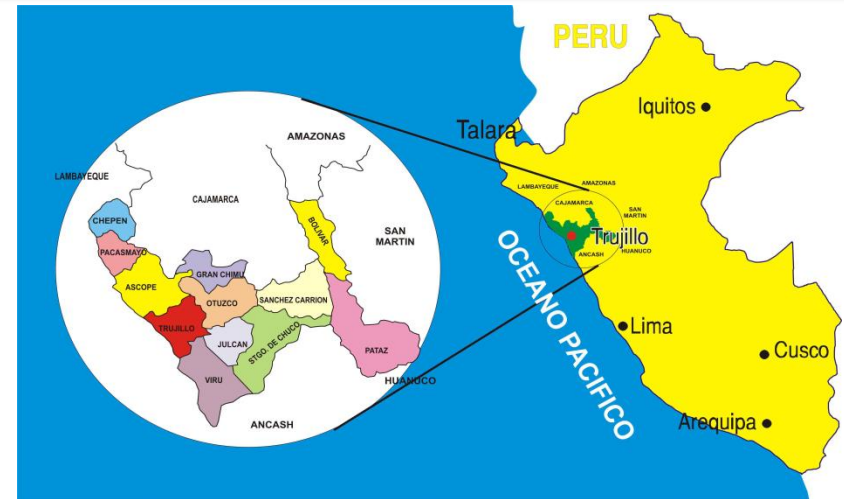 PERU
Iquitos
Talara
LAMBAYEQUE
AMAZONAS
CAJAMARCA
SAN
MARTIN
Trujillo
HUANUCO
ANCASH
OCEANO PACIFICO
Lima
Cusco
Arequipa
AMAZONAS
LAMBAYEQUE
CAJAMARCA
BOLIVAR
SAN
MARTIN
CHEPEN
PACASMAYO
GRAN CHIMU
ASCOPE
OTUZCO
SANCHEZ CARRION
TRUJILLO
JULCAN
STGO. DE CHUCO
PATAZ
VIRU
HUANUCO
ANCASH